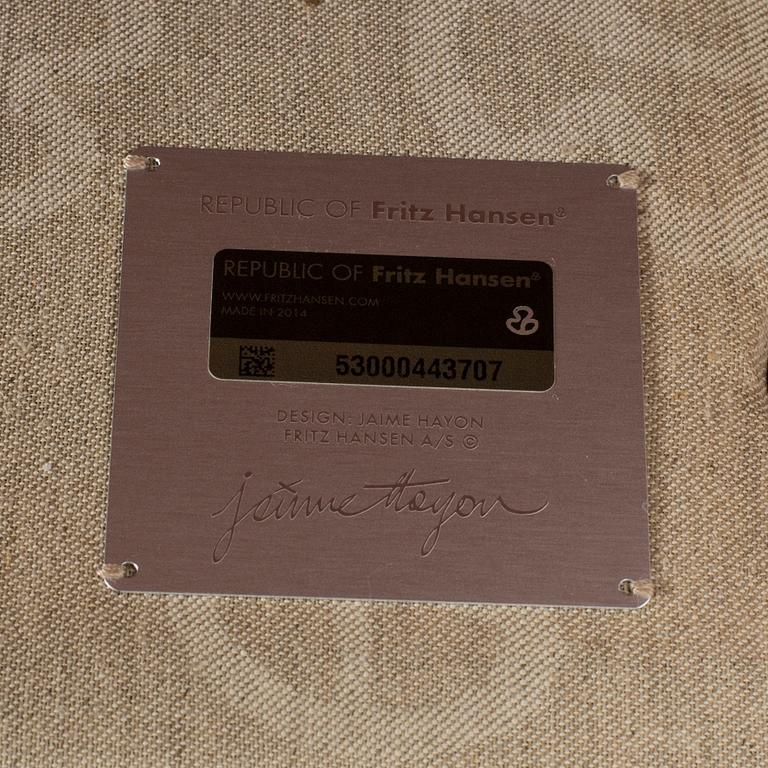 REPUBLIC OF Fritz Hansen®
REPUBLIC OF Fritz Hansen®
WWW.FRITZHANSEN.COM
MADE IN 2014
53000443707
DESIGN: JAIME HAYON
FRITZ HANSEN A/S ©
jaime Hayon